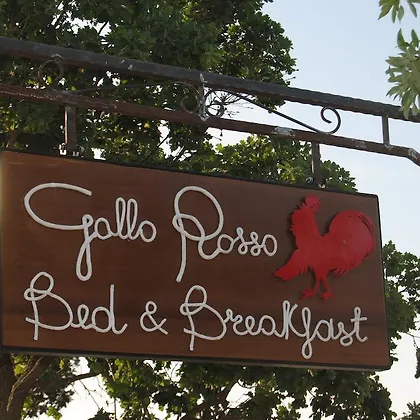 Gallo Rosso
Bed & Breakfast